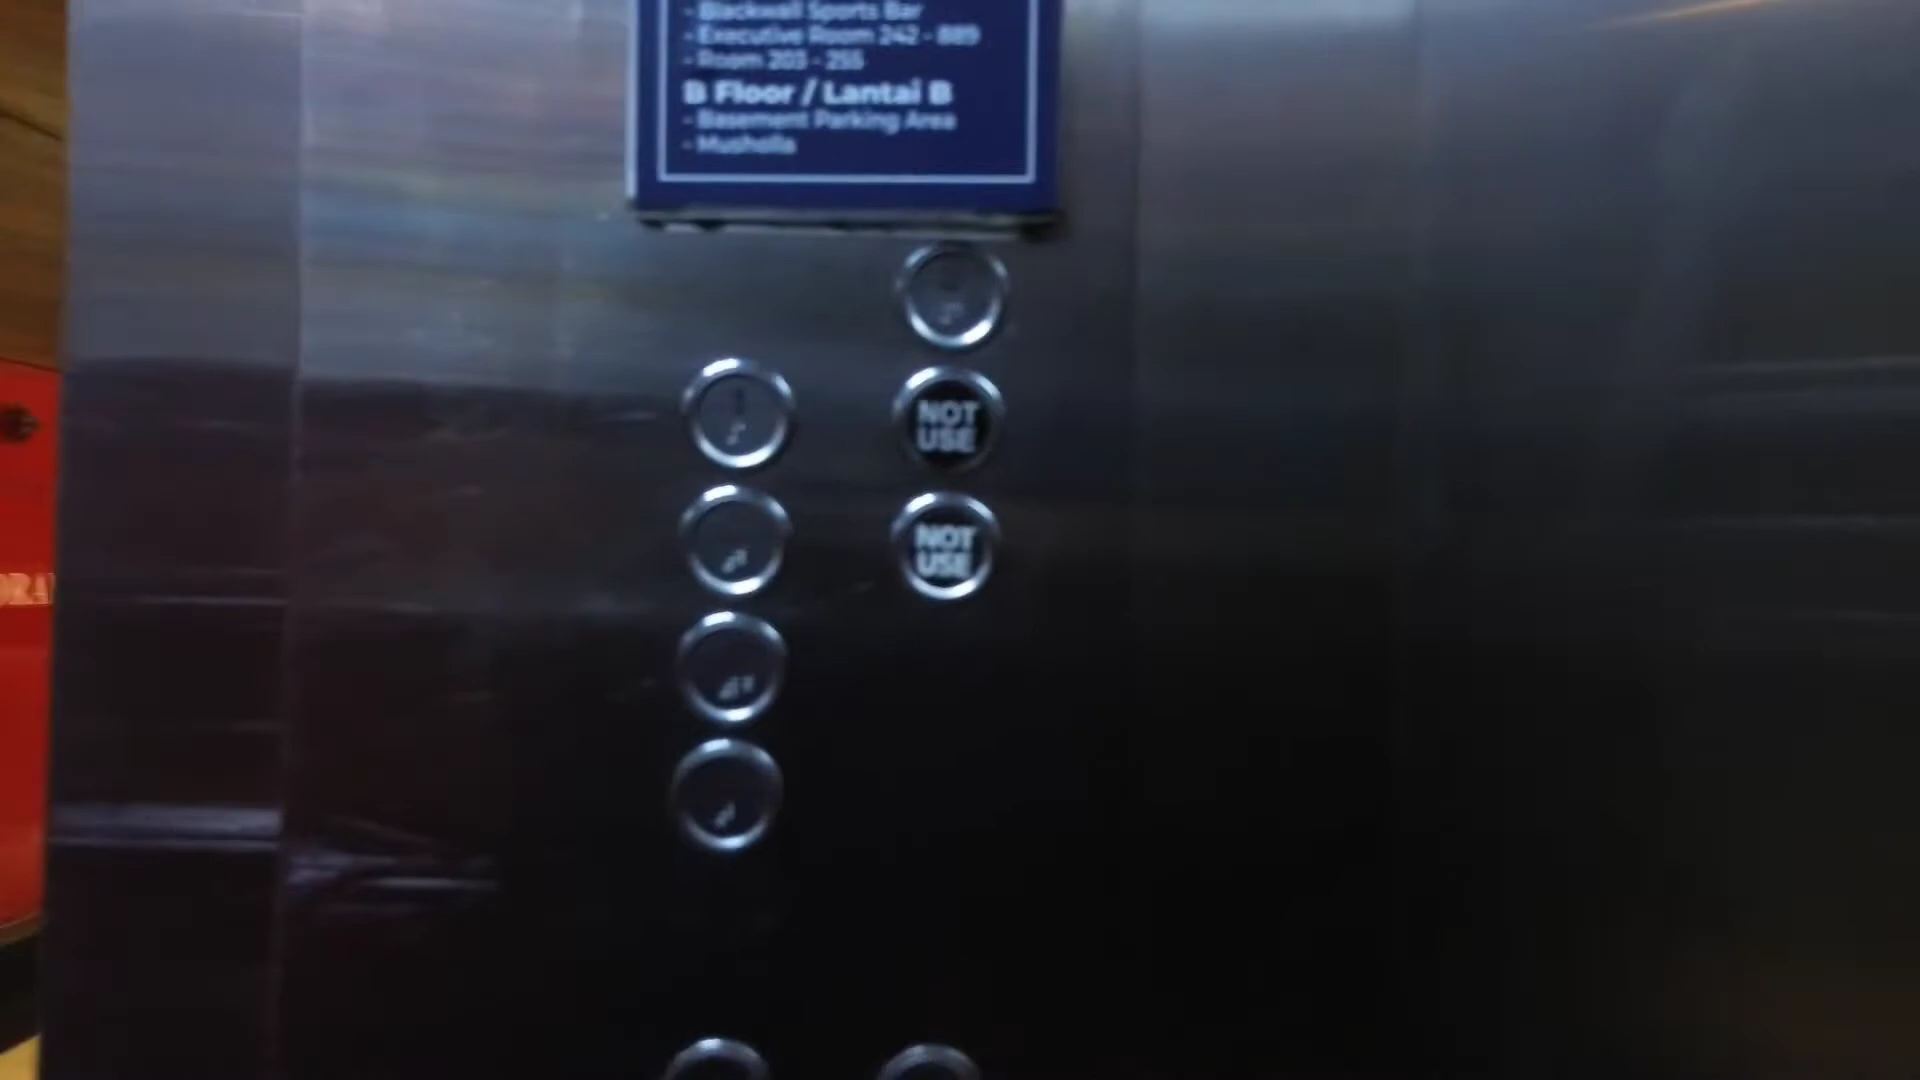 - Blackwall Sports Bar
- Executive Room 242 - 889
- Room 203 - 255
B Floor / Lantai B
- Basement Parking Area
- Musholla
NOT
USE
NOT
USE